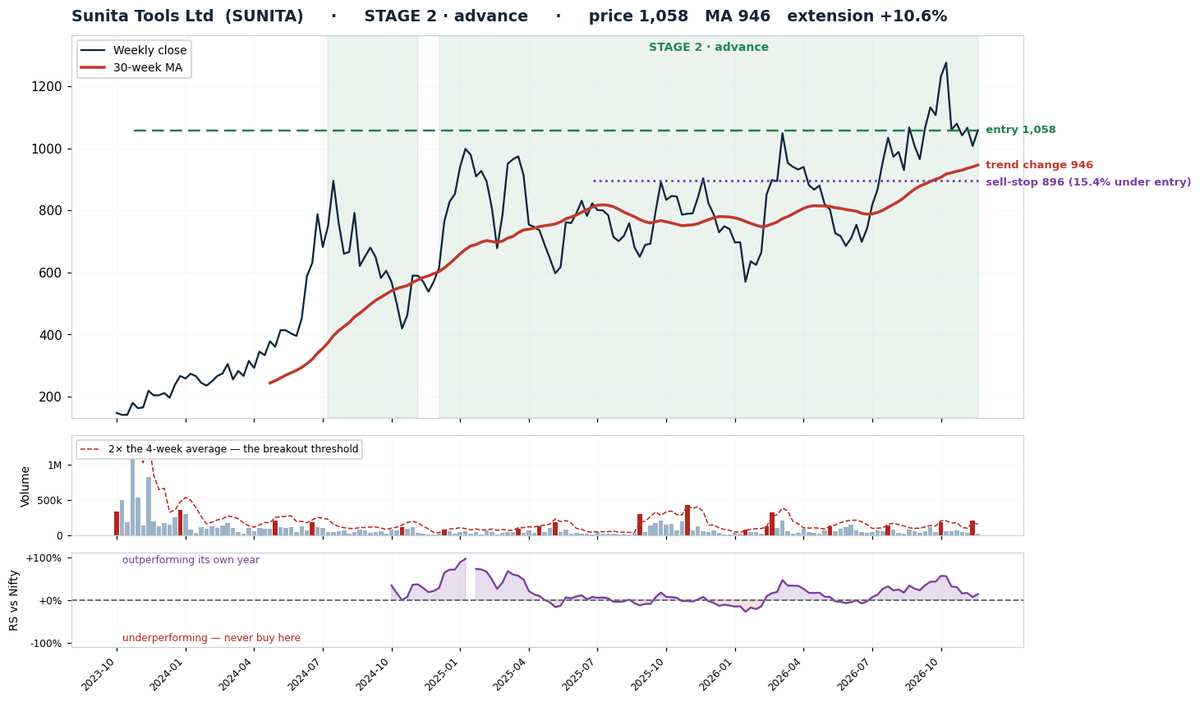 Sunita Tools Ltd (SUNITA) · STAGE 2 · advance · price 1,058 MA 946 extension +10.6%
Weekly close
30-week MA
STAGE 2 · advance
1200
1000
800
600
400
200
entry 1,058
trend change 946
sell-stop 896 (15.4% under entry)
2× the 4-week average — the breakout threshold
Volume
1M
500k
0
RS vs Nifty
+100%
+0%
-100%
outperforming its own year
underperforming — never buy here
2023-10
2024-01
2024-04
2024-07
2024-10
2025-01
2025-04
2025-07
2025-10
2026-01
2026-04
2026-07
2026-10